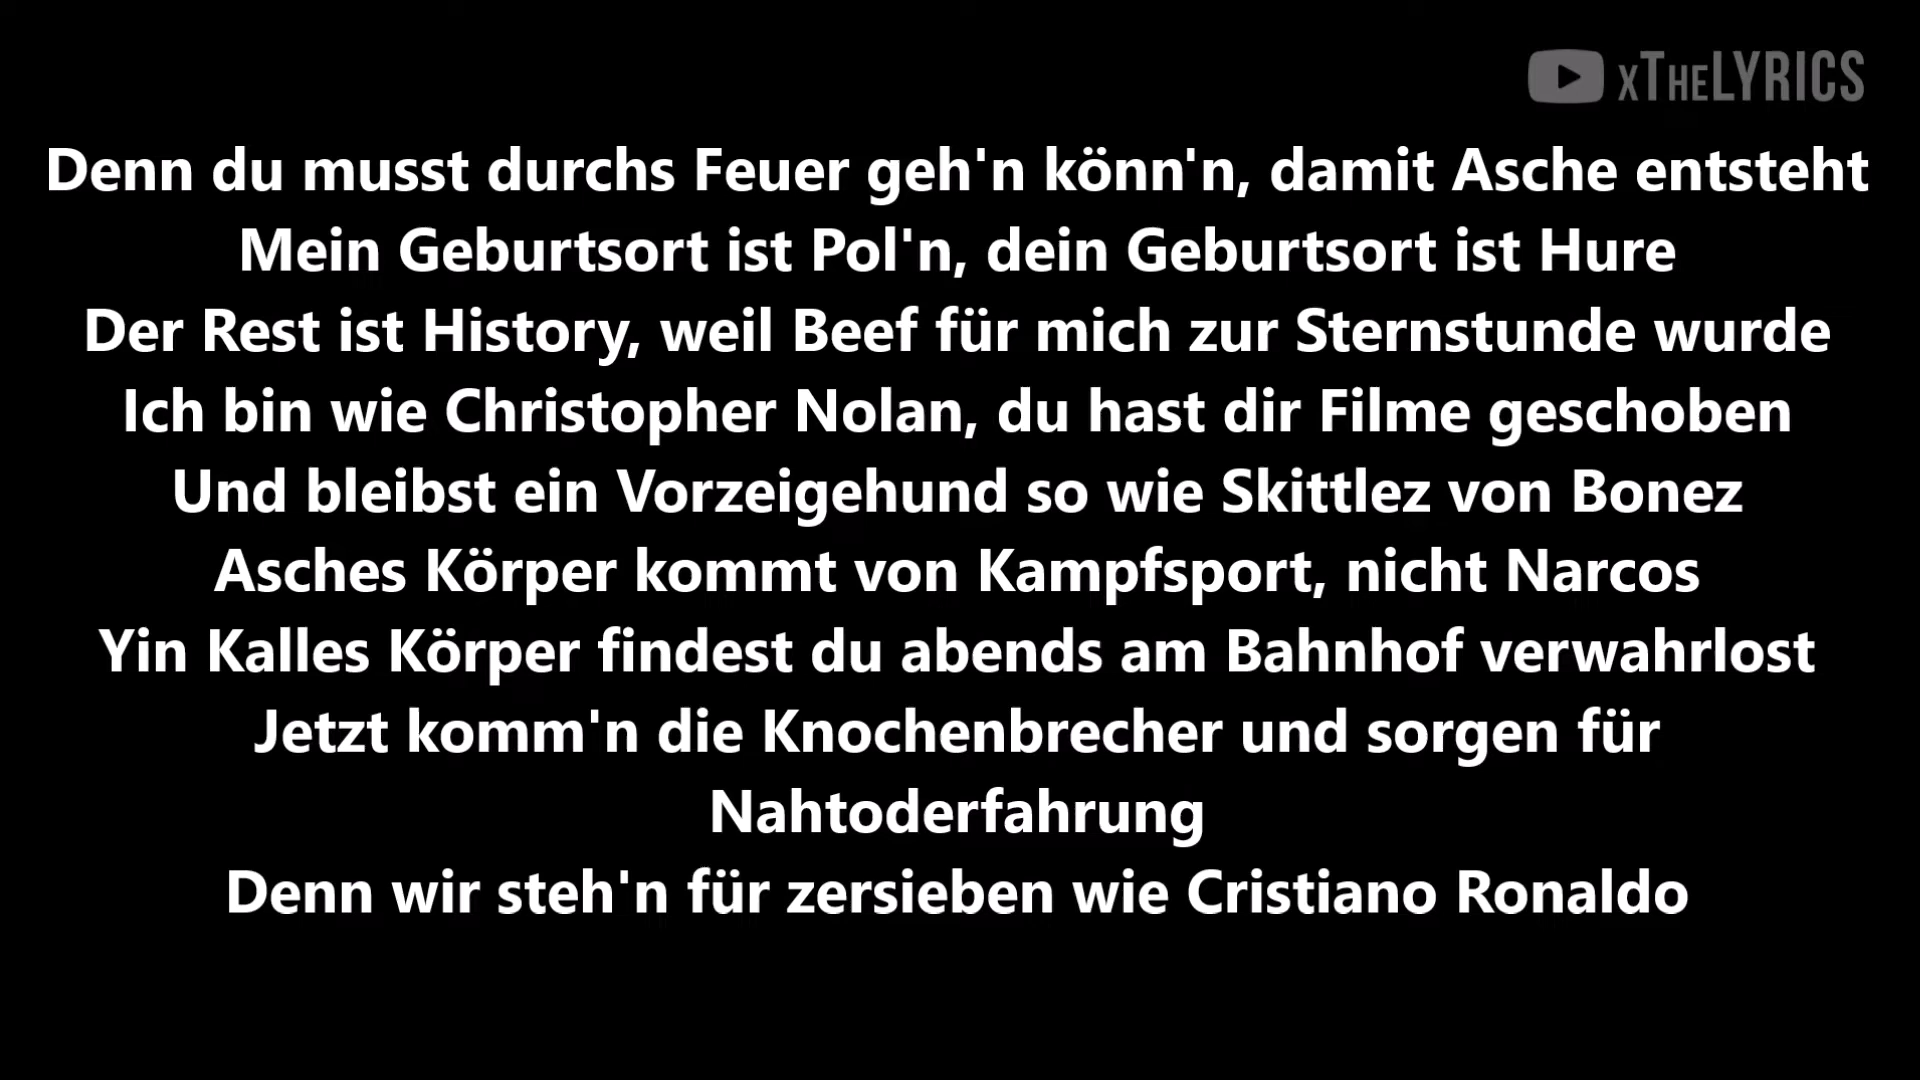 xTheLYRICS
Denn du musst durchs Feuer geh'n könn'n, damit Asche entsteht
Mein Geburtsort ist Pol'n, dein Geburtsort ist Hure
Der Rest ist History, weil Beef für mich zur Sternstunde wurde
Ich bin wie Christopher Nolan, du hast dir Filme geschoben
Und bleibst ein Vorzeigehund so wie Skittlez von Bonez
Asches Körper kommt von Kampfsport, nicht Narcos
Yin Kalles Körper findest du abends am Bahnhof verwahrlost
Jetzt komm'n die Knochenbrecher und sorgen für
Nahtoderfahrung
Denn wir steh'n für zersieben wie Cristiano Ronaldo